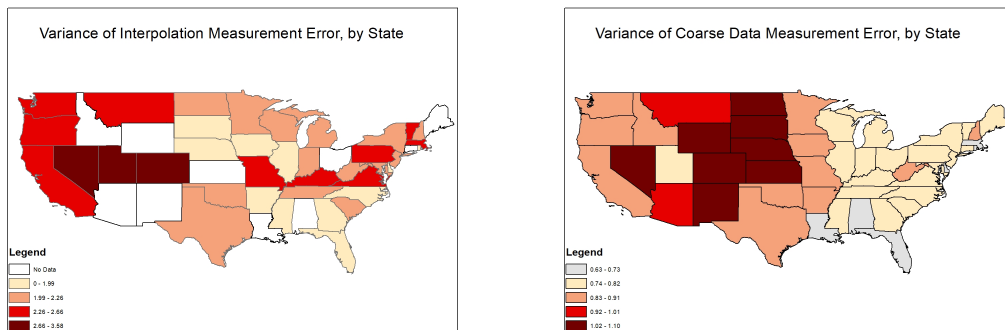 Variance of Interpolation Measurement Error, by State
Legend
No Data
0 - 1.99
1.99 - 2.26
2.26 - 2.66
2.66 - 3.58
Variance of Coarse Data Measurement Error, by State
Legend
0.63 - 0.73
0.74 - 0.82
0.83 - 0.91
0.92 - 1.01
1.02 - 1.10